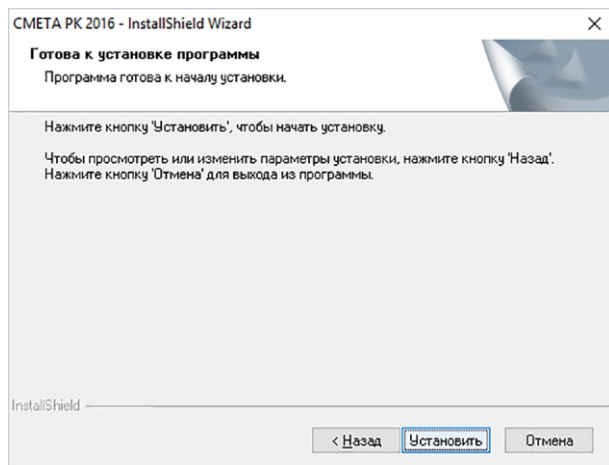 СМЕТА РК 2016 - InstallShield Wizard
Готова к установке программы
Программа готова к началу установки.
Нажмите кнопку 'Установить', чтобы начать установку.
Чтобы просмотреть или изменить параметры установки, нажмите кнопку 'Назад'.
Нажмите кнопку 'Отмена' для выхода из программы.
InstallShield
< Назад Установить Отмена